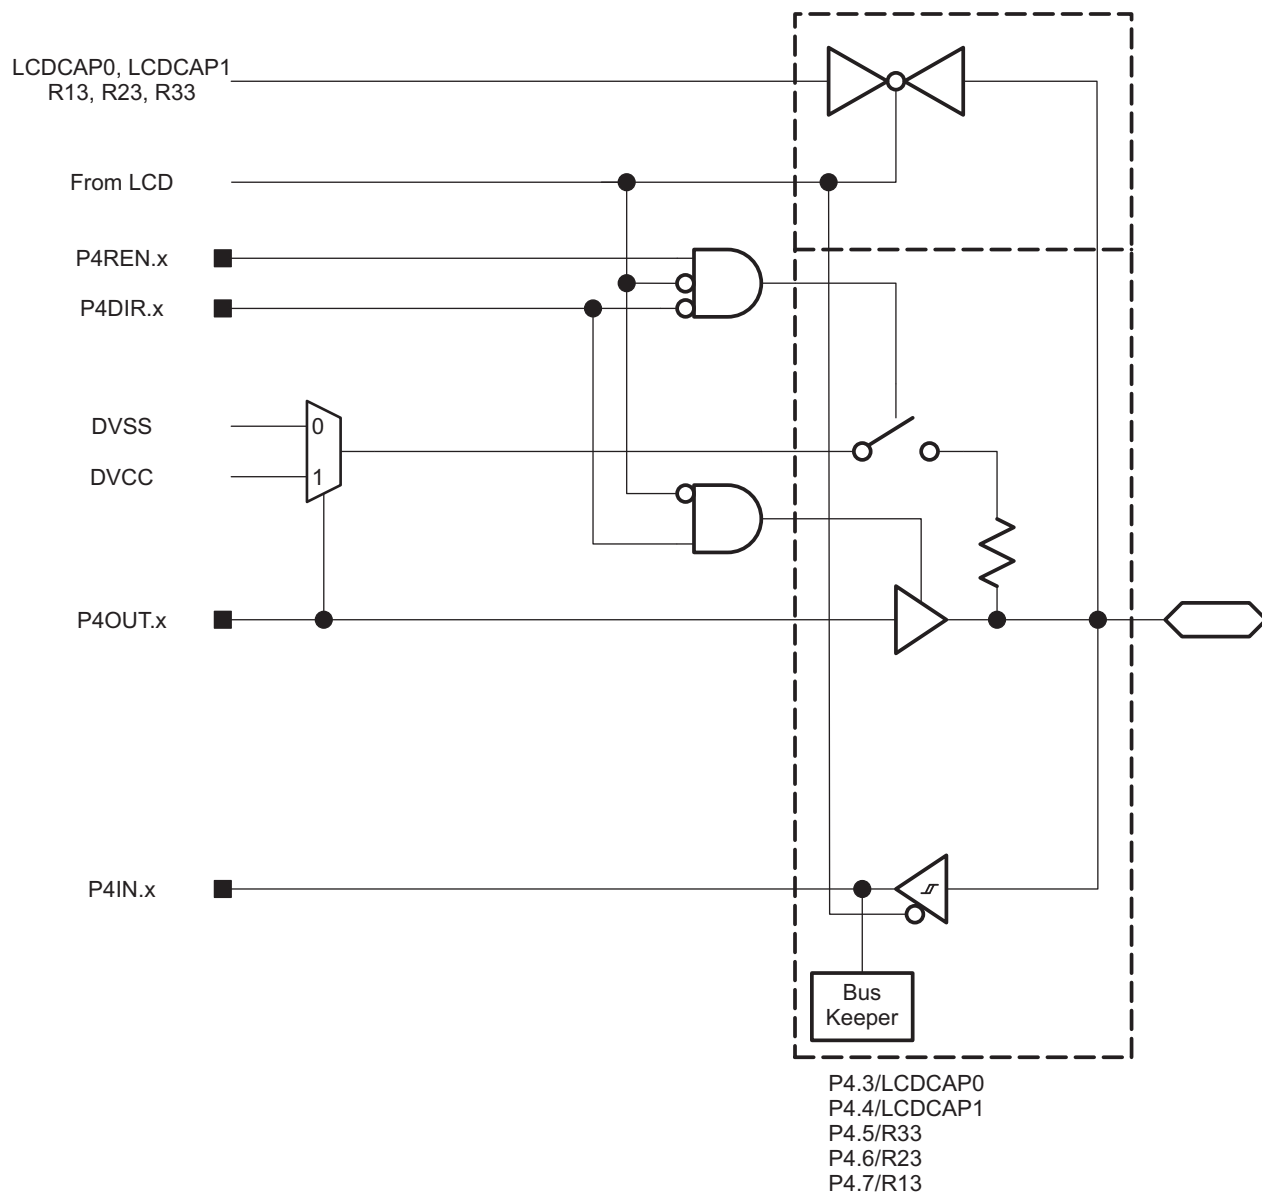 LCDCAP0, LCDCAP1
R13, R23, R33
From LCD
P4REN.x
P4DIR.x
DVSS
0
DVCC
1
P4OUT.x
P4IN.x
Bus
Keeper
P4.3/LCDCAP0
P4.4/LCDCAP1
P4.5/R33
P4.6/R23
P4.7/R13